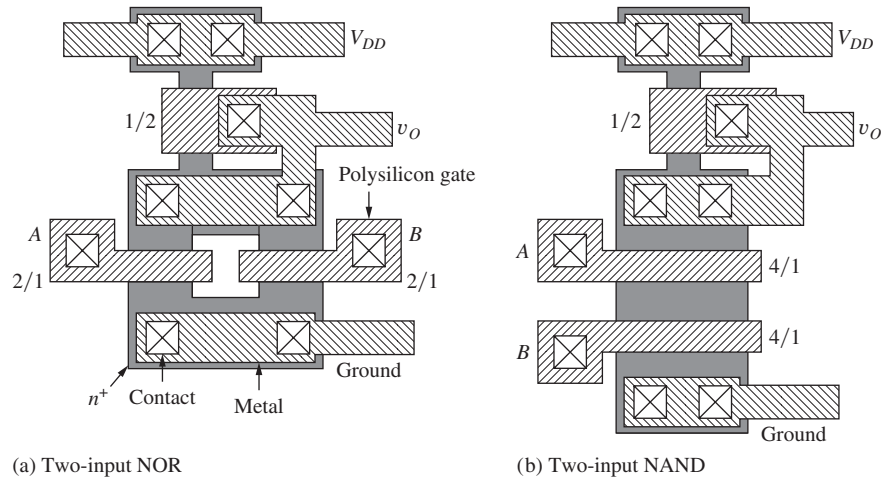 V_DD
1/2
v_O
Polysilicon gate
A
B
2/1
2/1
Ground
n⁺
Contact
Metal
(a) Two-input NOR
V_DD
1/2
v_O
A
4/1
B
4/1
Ground
(b) Two-input NAND